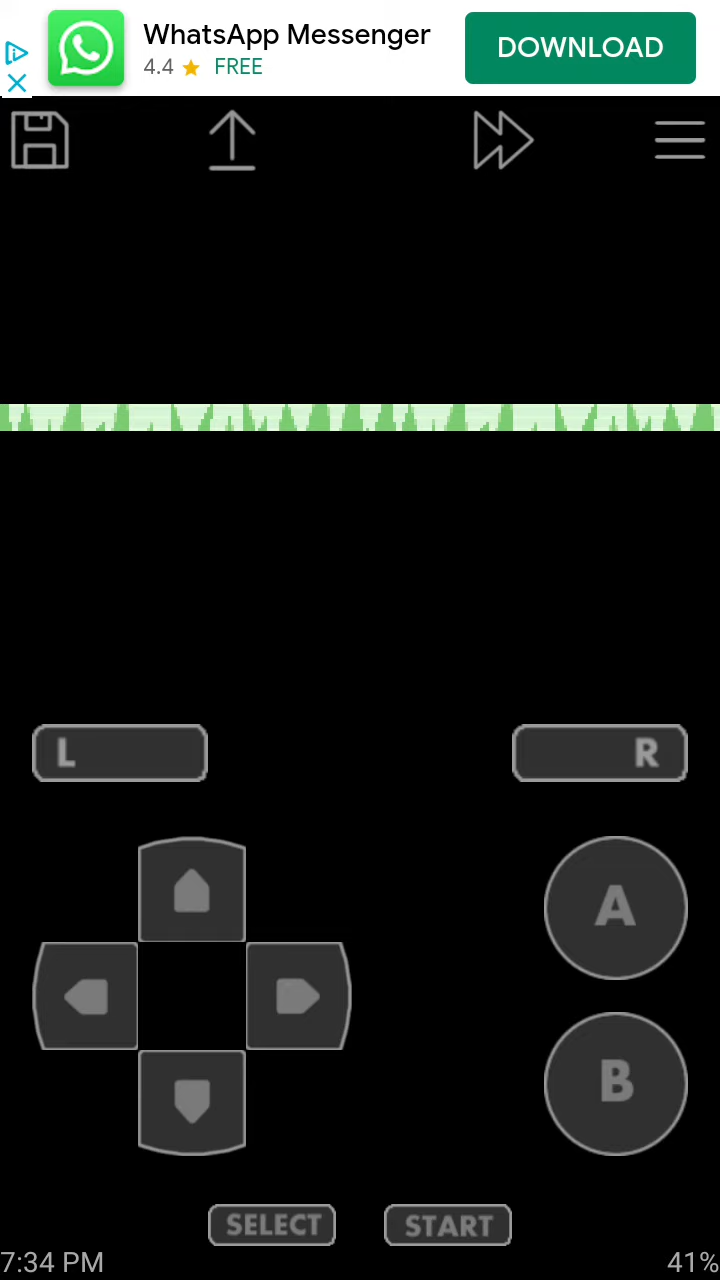 WhatsApp Messenger
4.4 ★ FREE
DOWNLOAD
L
R
A
B
SELECT
START
7:34 PM
41%